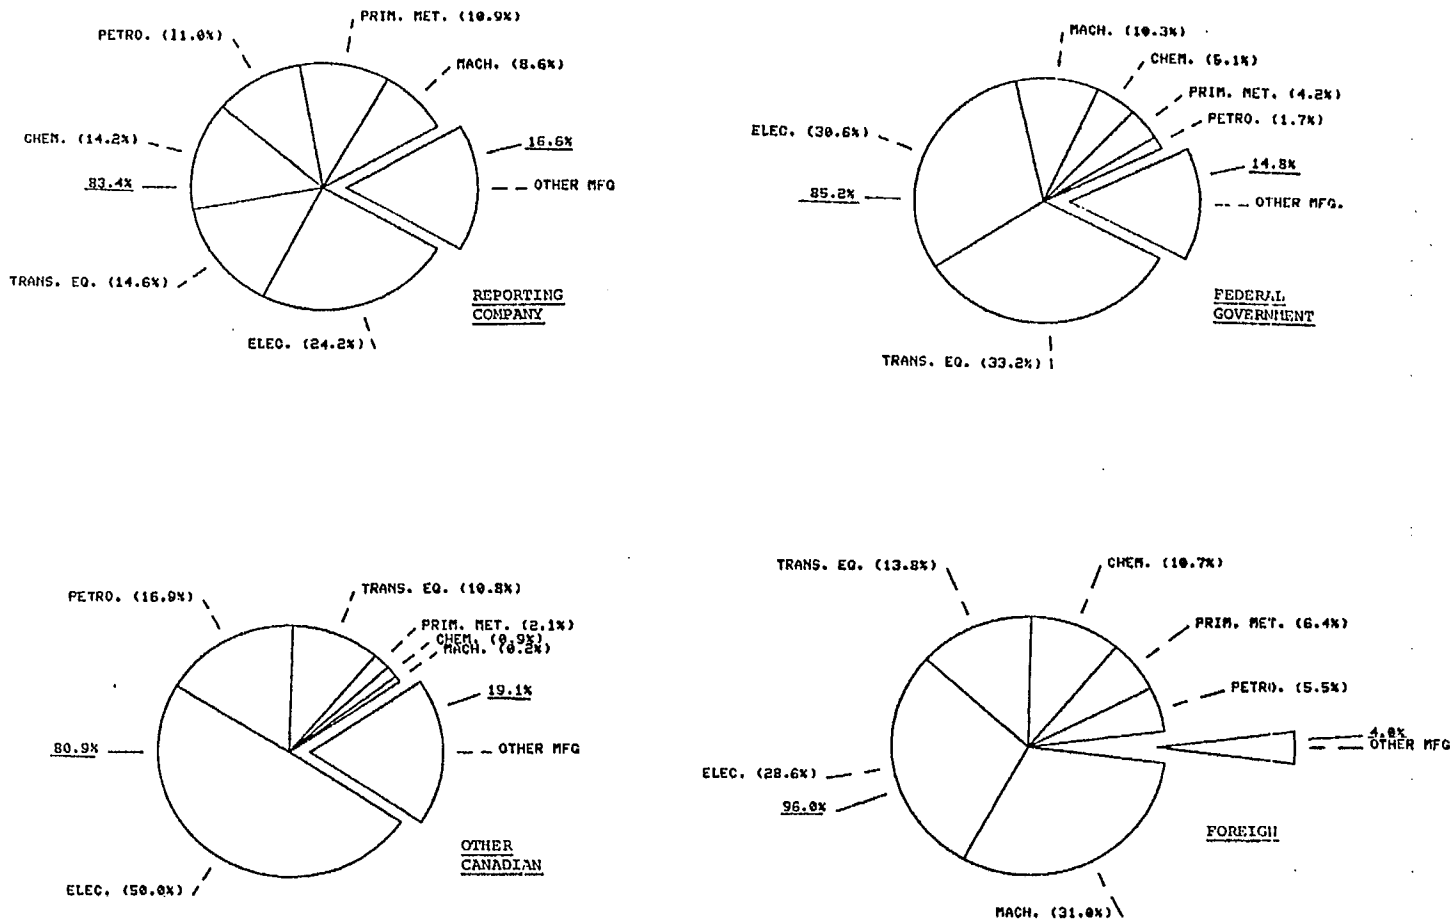 PRIM. MET. (10.9%)
PETRO. (11.0%)
MACH. (8.6%)
CHEM. (14.2%)
83.4%
16.6%
OTHER MFG
TRANS. EQ. (14.6%)
ELEC. (24.2%)
REPORTING
COMPANY
MACH. (10.3%)
CHEM. (5.1%)
PRIM. MET. (4.2%)
PETRO. (1.7%)
ELEC. (30.6%)
85.2%
14.8%
OTHER MFG.
TRANS. EQ. (33.2%)
FEDERAL
GOVERNMENT
PETRO. (16.9%)
TRANS. EQ. (10.8%)
PRIM. MET. (2.1%)
CHEM. (0.9%)
MACH. (0.2%)
19.1%
80.9%
OTHER MFG
ELEC. (50.0%)
OTHER
CANADIAN
TRANS. EQ. (13.8%)
CHEM. (10.7%)
PRIM. MET. (6.4%)
PETRO. (5.5%)
4.0%
OTHER MFG
ELEC. (28.6%)
96.0%
FOREIGN
MACH. (31.0%)